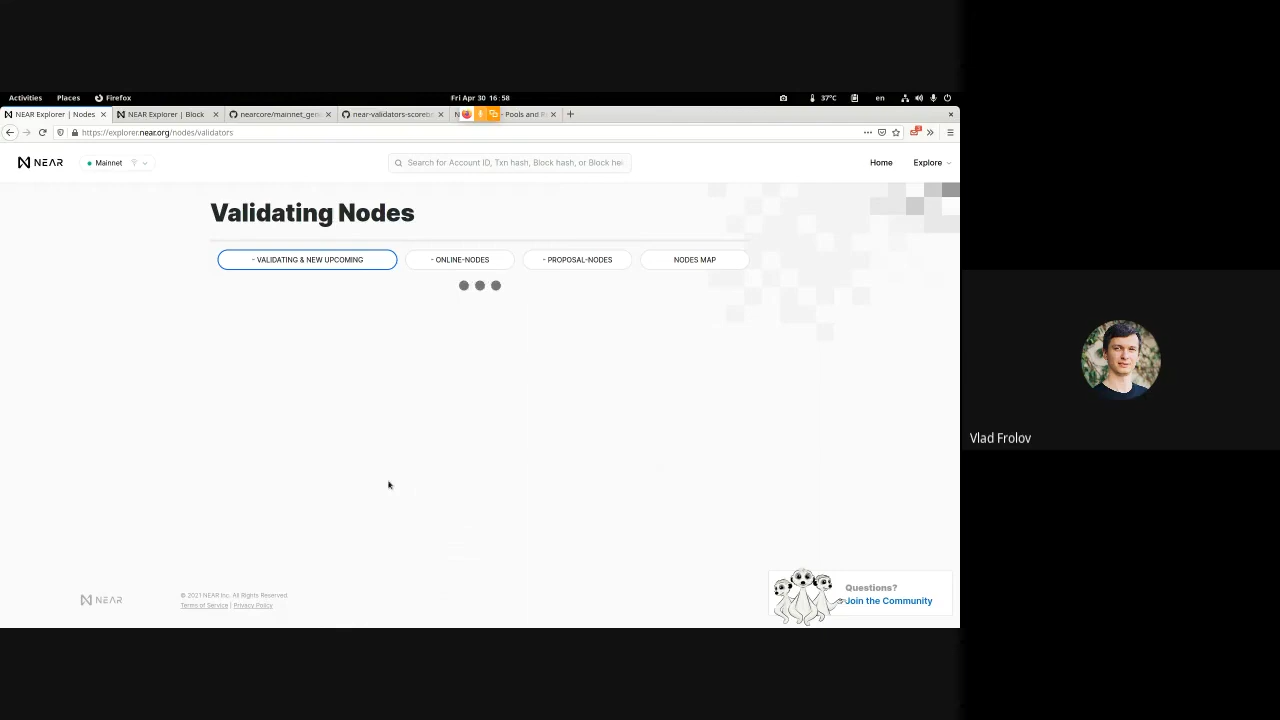 Activities Places Firefox Fri Apr 30 16:58 37°C en
NEAR Explorer | Nodes NEAR Explorer | Block nearcore/mainnet_gen near-validators-scoreb N - Pools and P
https://explorer.near.org/nodes/validators
NEAR Mainnet Search for Account ID, Txn hash, Block hash, or Block he Home Explore
Validating Nodes
- VALIDATING & NEW UPCOMING - ONLINE-NODES - PROPOSAL-NODES NODES MAP
Vlad Frolov
Questions?
Join the Community
NEAR © 2021 NEAR Inc. All Rights Reserved.
Terms of Service | Privacy Policy